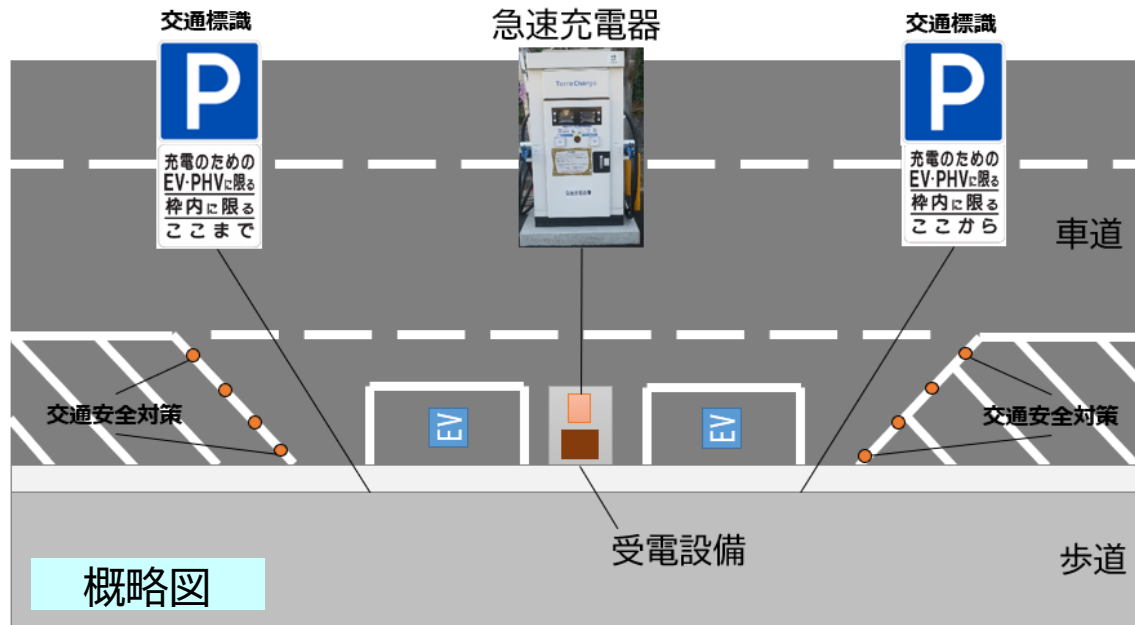 交通標識
急速充電器
交通標識
P
充電のための
EV・PHVに限る
枠内に限る
ここまで
Terra Charge
P
充電のための
EV・PHVに限る
枠内に限る
ここから
車道
交通安全対策
EV
EV
交通安全対策
受電設備
歩道
概略図